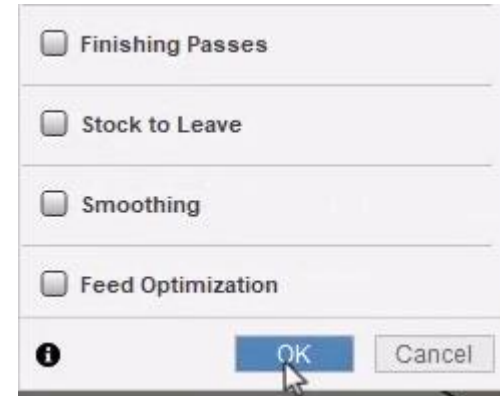 Finishing Passes
Stock to Leave
Smoothing
Feed Optimization
OK Cancel